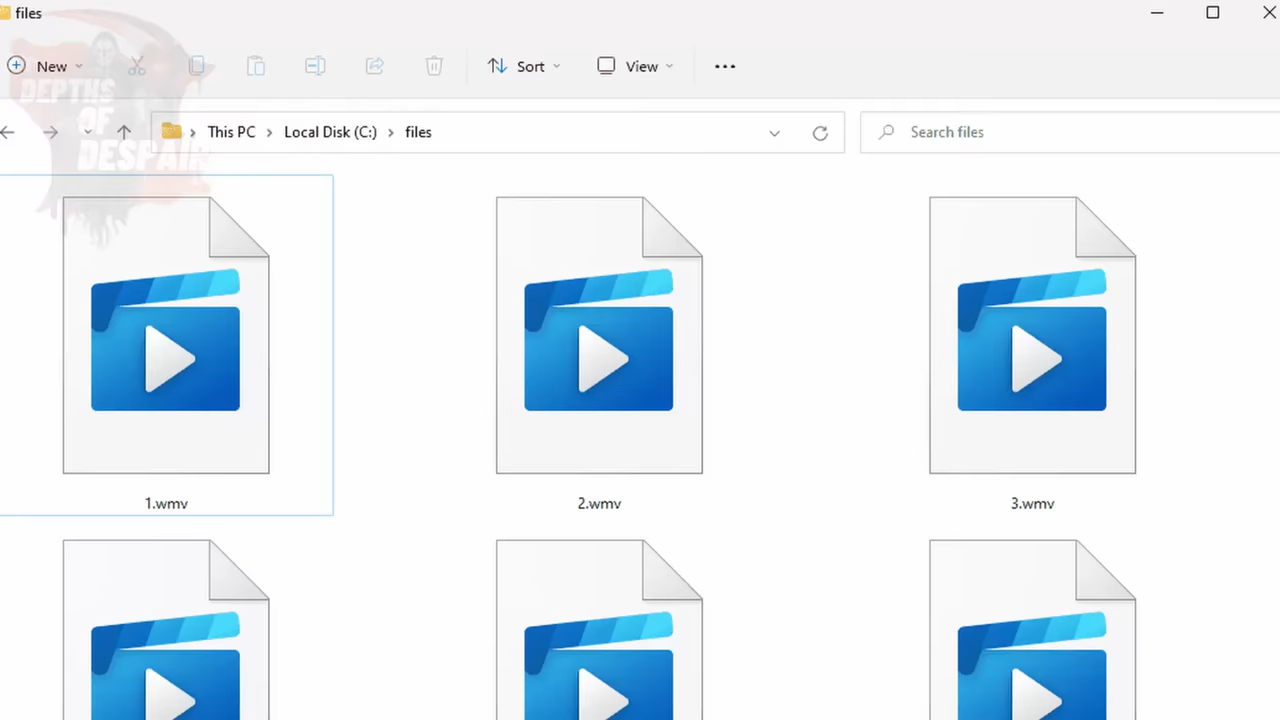 files
New
Sort
View
DEPTHS
OF
DESPAIR
This PC > Local Disk (C:) > files
Search files
1.wmv
2.wmv
3.wmv